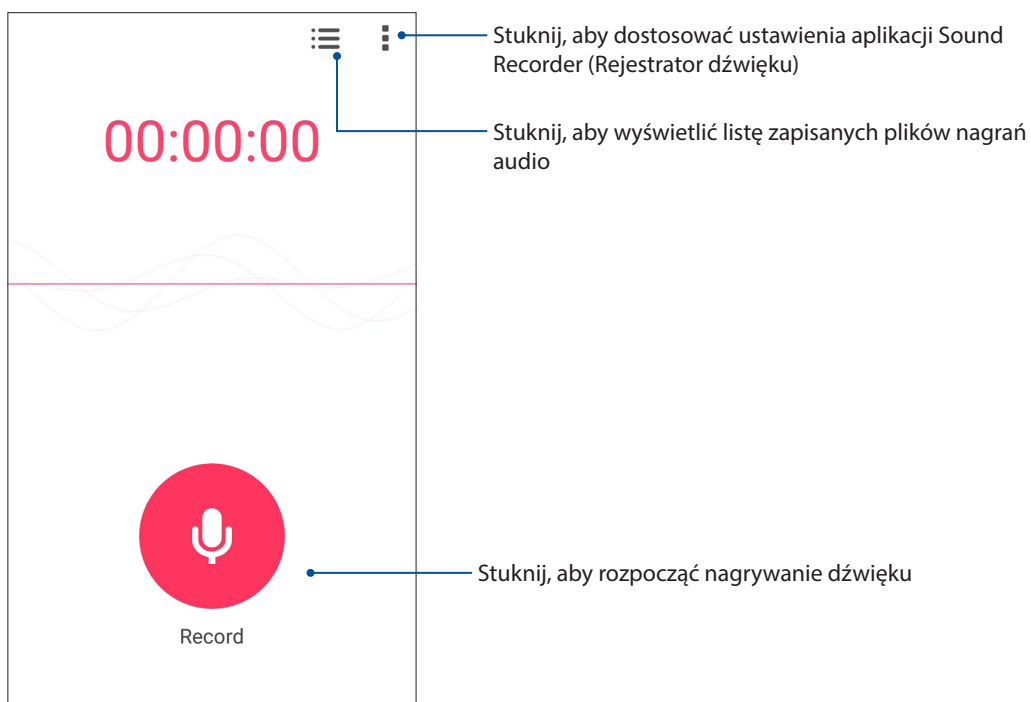 Stuknij, aby dostosować ustawienia aplikacji Sound
Recorder (Rejestrator dźwięku)
00:00:00
Stuknij, aby wyświetlić listę zapisanych plików nagrań
audio
Stuknij, aby rozpocząć nagrywanie dźwięku
Record